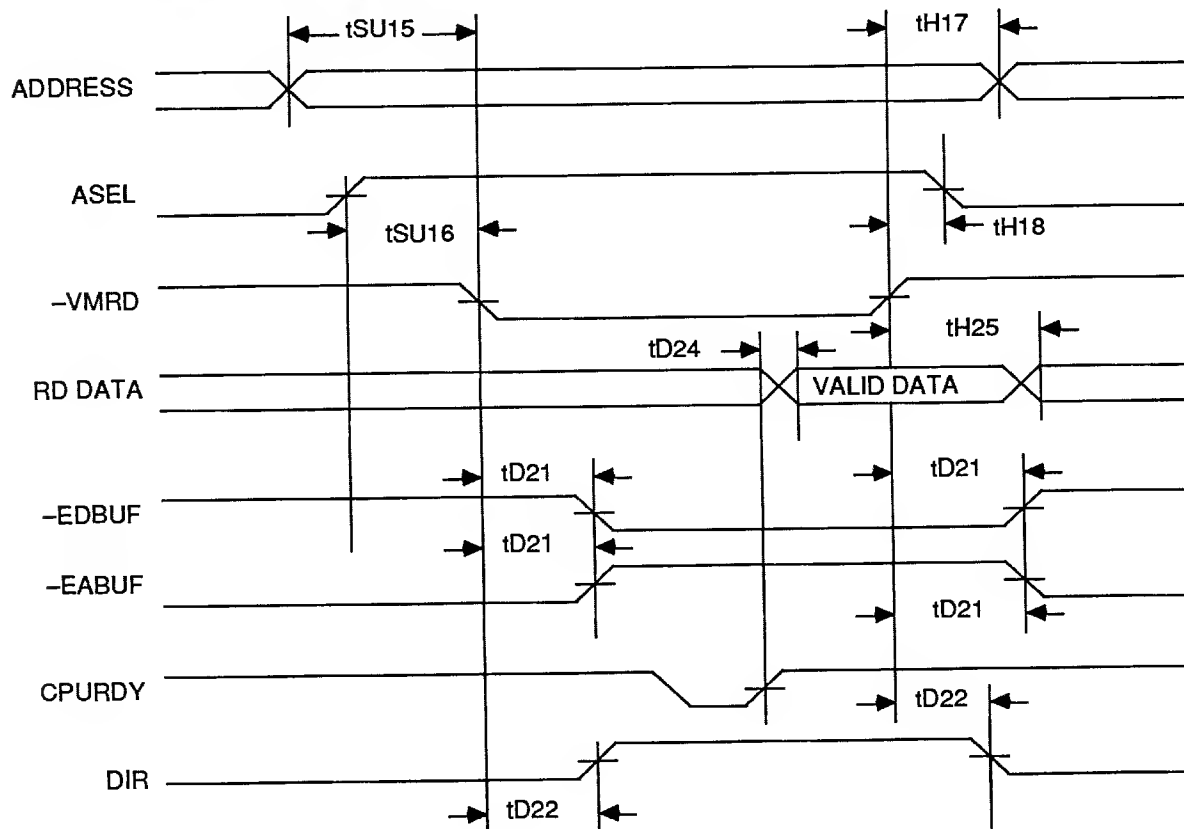 tSU15
tH17
ADDRESS
ASEL
tSU16
tH18
–VMRD
tH25
tD24
RD DATA
VALID DATA
tD21
tD21
–EDBUF
tD21
–EABUF
tD21
CPURDY
tD22
DIR
tD22